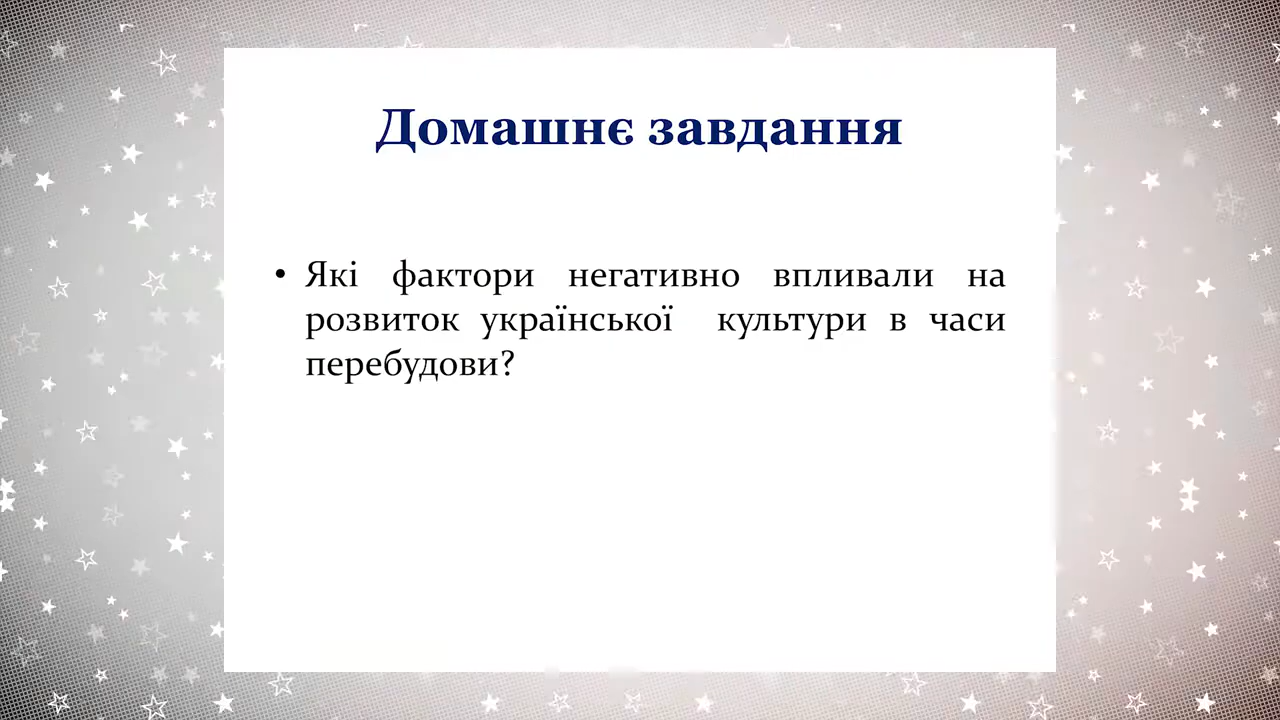 Домашнє завдання
• Які фактори негативно впливали на
розвиток української культури в часи
перебудови?